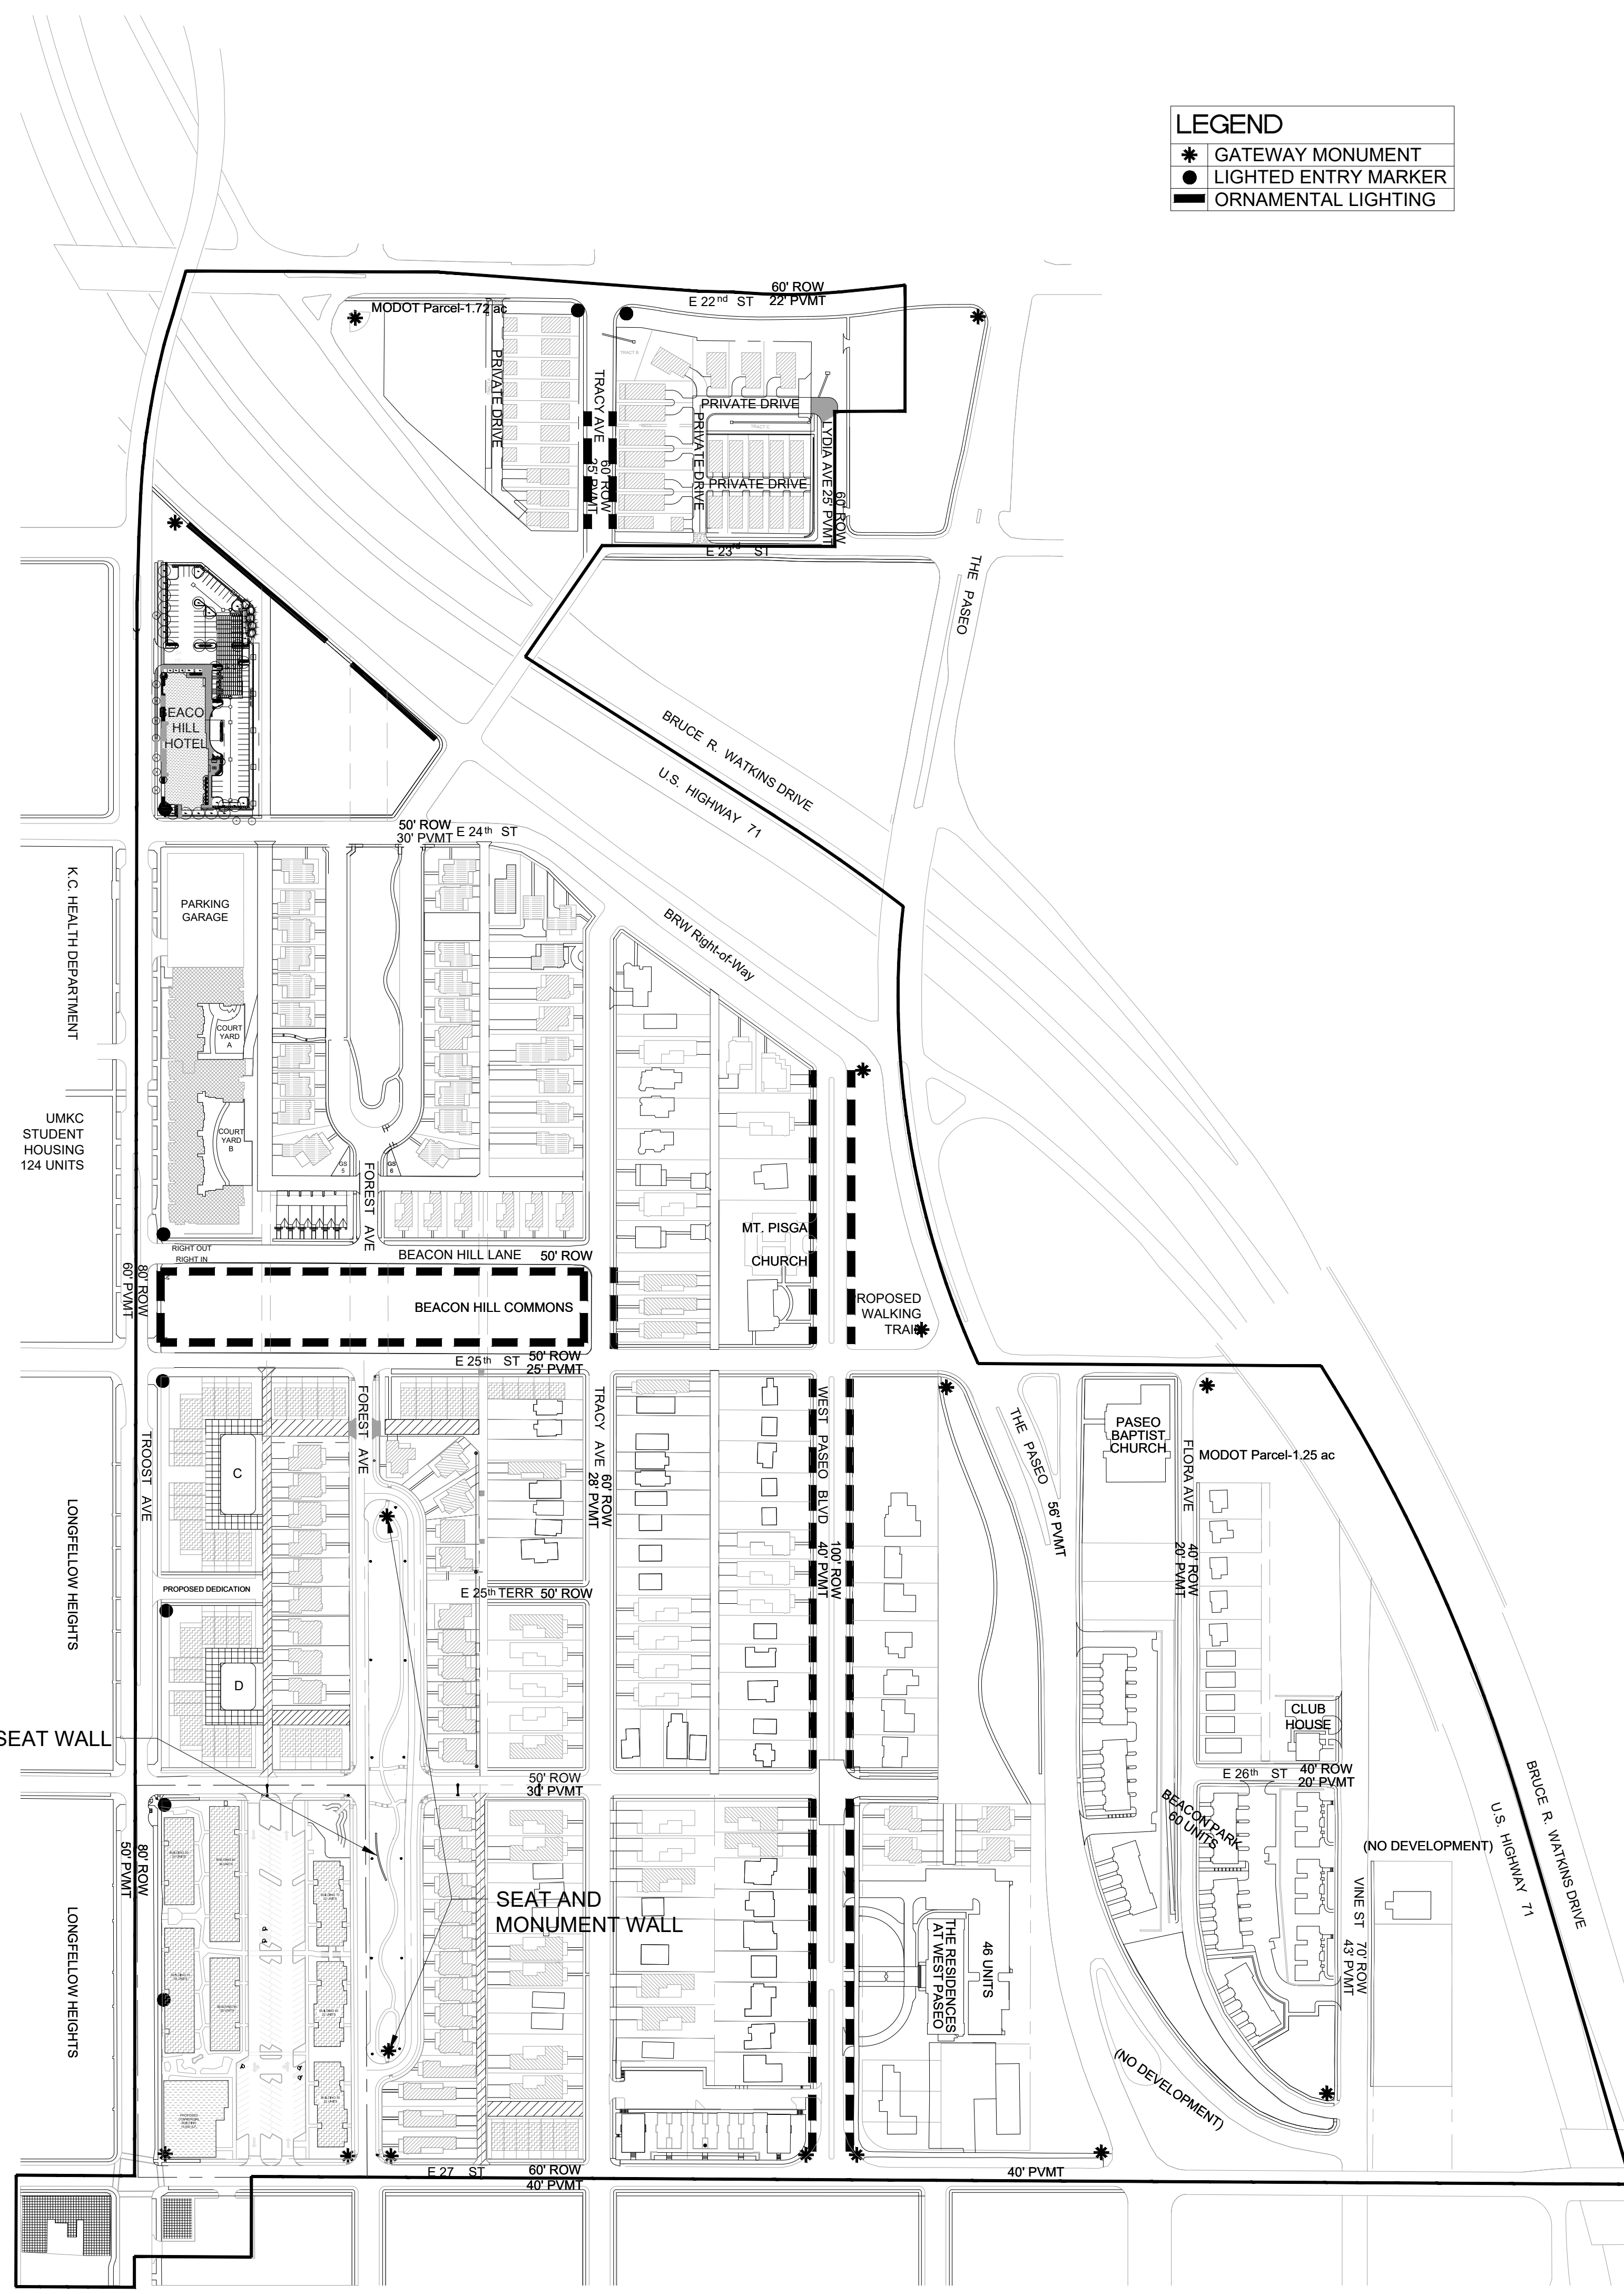 LEGEND
GATEWAY MONUMENT
LIGHTED ENTRY MARKER
ORNAMENTAL LIGHTING
60' ROW
E 22nd ST 22' PVMT
MODOT Parcel-1.72 ac
PRIVATE DRIVE
TRACY AVE
60' ROW
25' PVMT
TRACT B
PRIVATE DRIVE
TRACT C
PRIVATE DRIVE
PRIVATE DRIVE
LYDIA AVE
60' ROW
25' PVMT
E 23rd ST
THE PASEO
BRUCE R. WATKINS DRIVE
U.S. HIGHWAY 71
EACO
HILL
HOTEL
50' ROW
30' PVMT
E 24th ST
K.C. HEALTH DEPARTMENT
PARKING
GARAGE
BRW Right-of-Way
COURT
YARD
A
COURT
YARD
B
UMKC
STUDENT
HOUSING
124 UNITS
GS
5
GS
6
FOREST AVE
MT. PISGA
CHURCH
RIGHT OUT
RIGHT IN
BEACON HILL LANE 50' ROW
80' ROW
60' PVMT
BEACON HILL COMMONS
ROPOSED
WALKING
TRAI
E 25th ST
50' ROW
25' PVMT
TROOST AVE
FOREST AVE
TRACY AVE
60' ROW
28' PVMT
WEST PASEO BLVD
100' ROW
40' PVMT
THE PASEO
56' PVMT
PASEO
BAPTIST
CHURCH
FLORA AVE
40' ROW
20' PVMT
MODOT Parcel-1.25 ac
C
LONGFELLOW HEIGHTS
PROPOSED DEDICATION
E 25th TERR 50' ROW
D
SEAT WALL
CLUB
HOUSE
50' ROW
30' PVMT
E 26th ST
40' ROW
20' PVMT
BEACON PARK
60 UNITS
(NO DEVELOPMENT)
BRUCE R. WATKINS DRIVE
U.S. HIGHWAY 71
80' ROW
50' PVMT
SEAT AND
MONUMENT WALL
LONGFELLOW HEIGHTS
THE RESIDENCES
AT WEST PASEO
46 UNITS
VINE ST
70' ROW
43' PVMT
(NO DEVELOPMENT)
E 27 ST
60' ROW
40' PVMT
40' PVMT